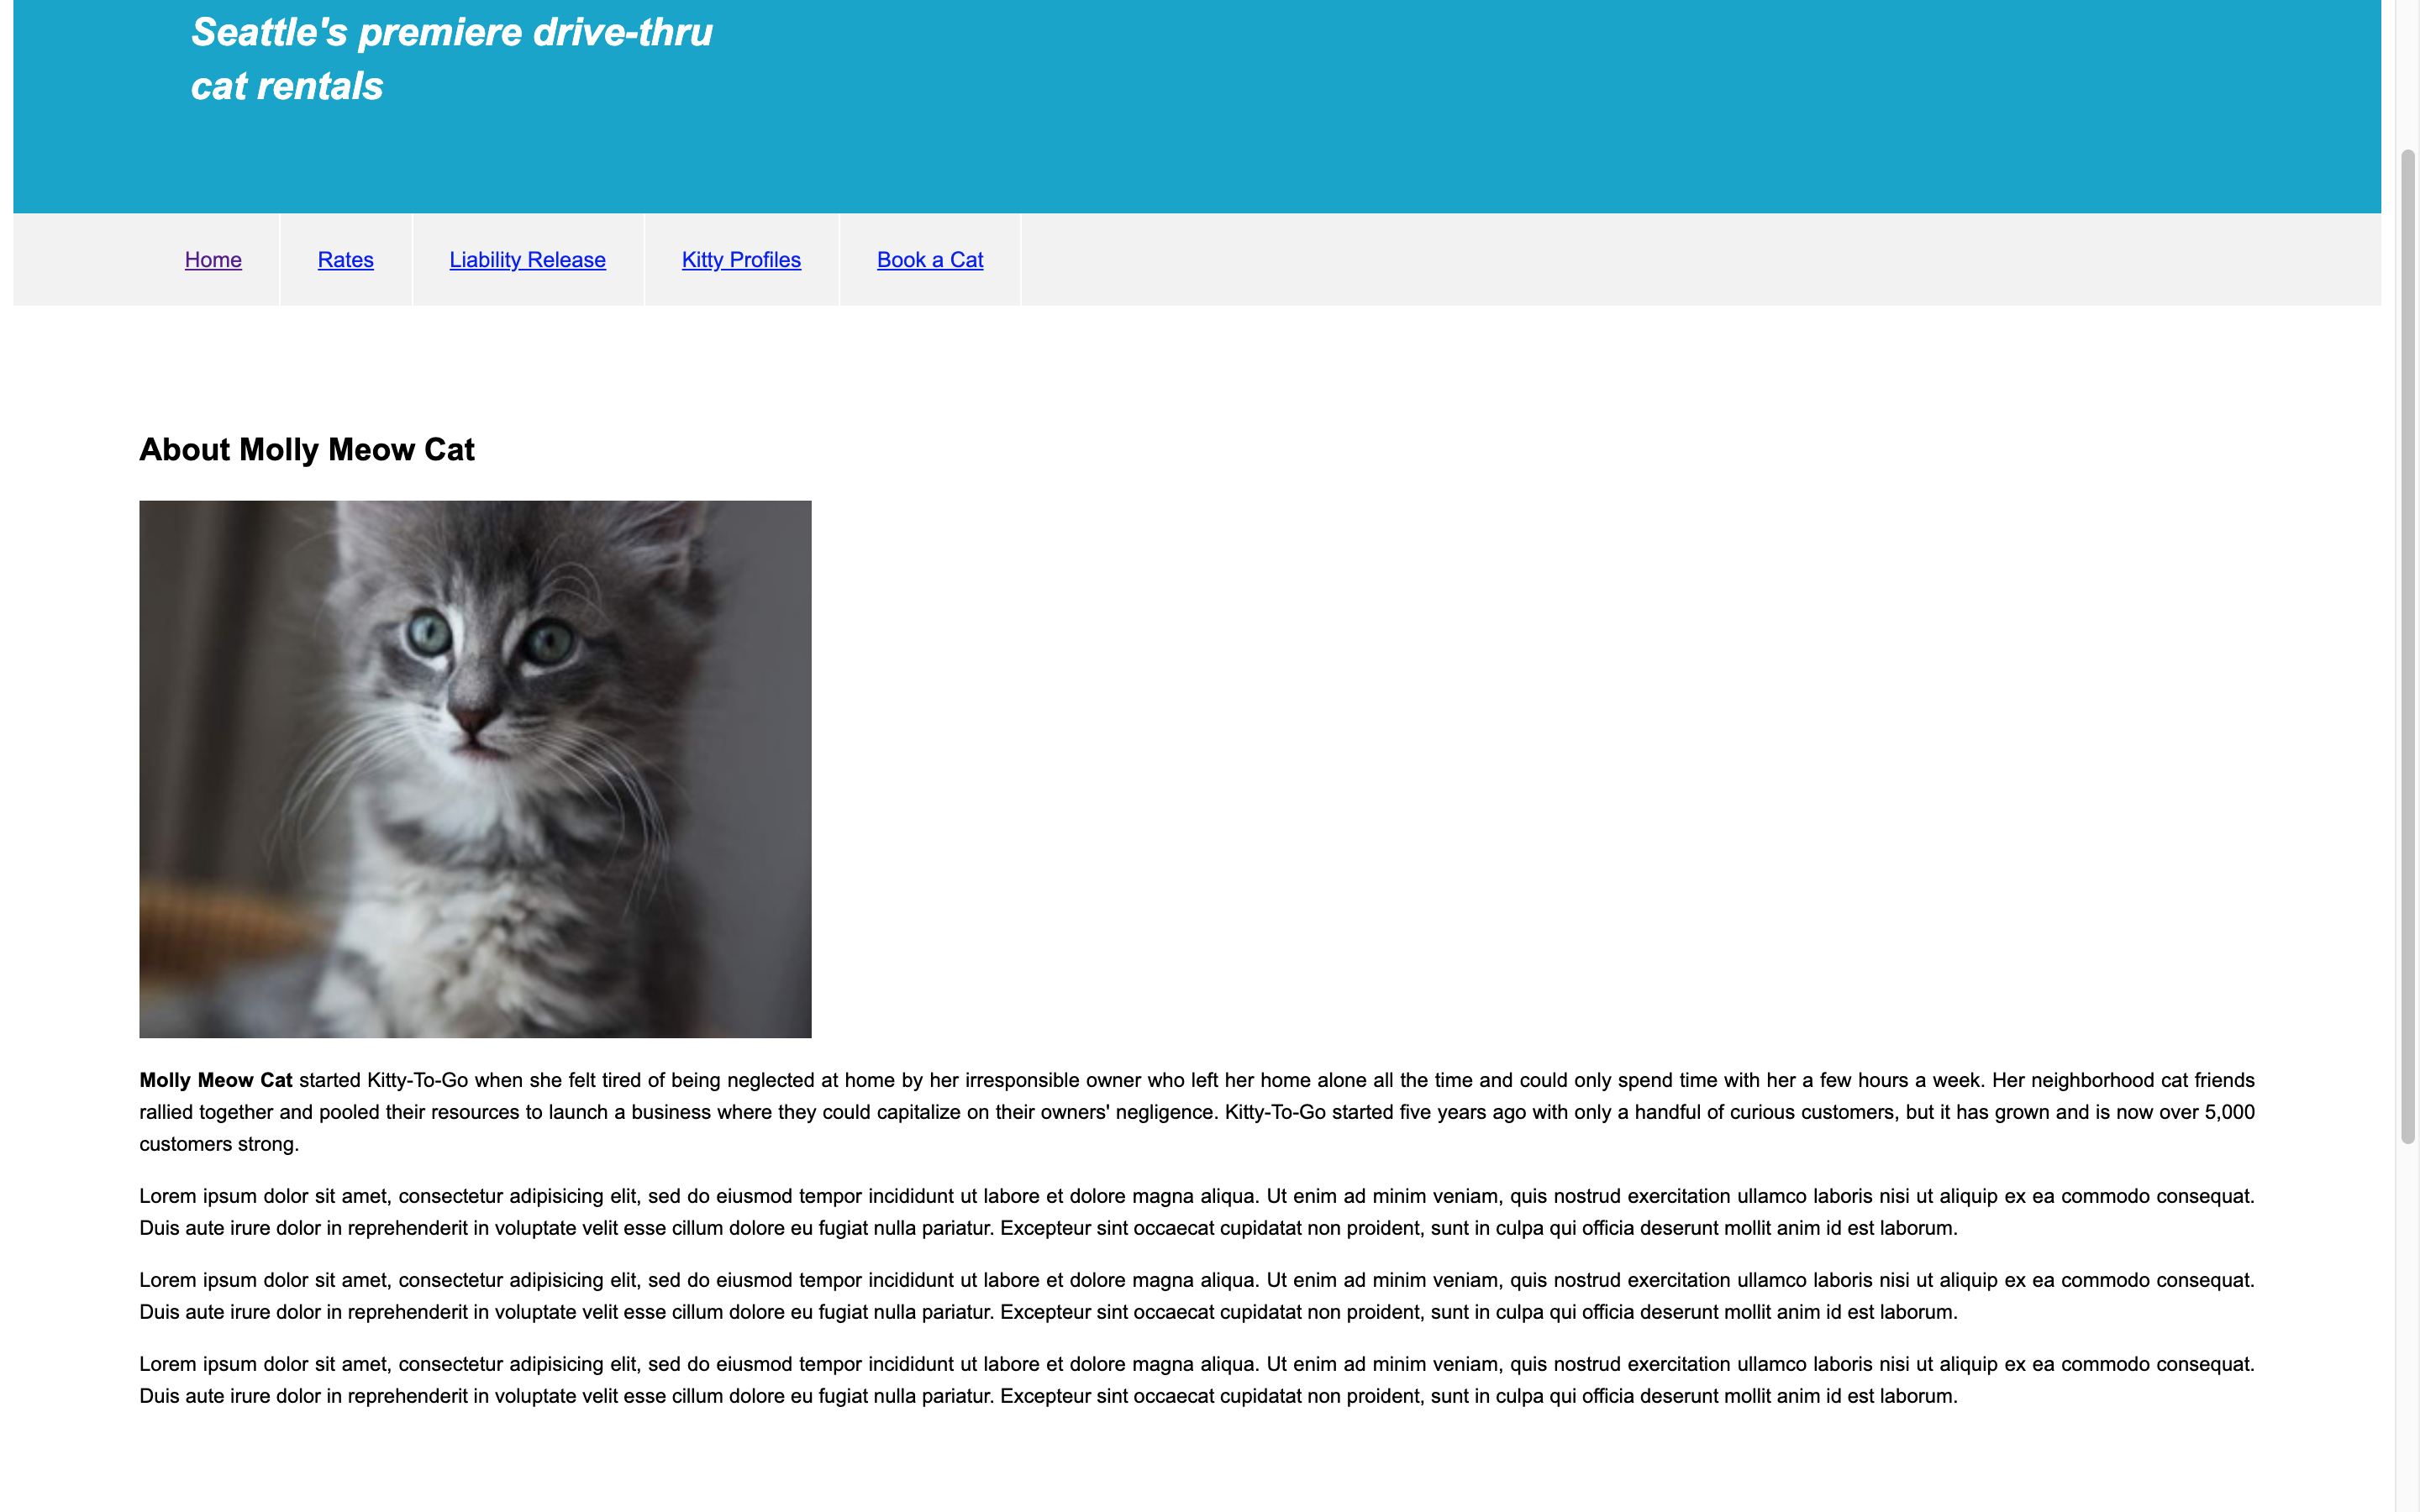 Seattle's premiere drive-thru
cat rentals
Home
Rates
Liability Release
Kitty Profiles
Book a Cat
About Molly Meow Cat
Molly Meow Cat started Kitty-To-Go when she felt tired of being neglected at home by her irresponsible owner who left her home alone all the time and could only spend time with her a few hours a week. Her neighborhood cat friends
rallied together and pooled their resources to launch a business where they could capitalize on their owners' negligence. Kitty-To-Go started five years ago with only a handful of curious customers, but it has grown and is now over 5,000
customers strong.
Lorem ipsum dolor sit amet, consectetur adipisicing elit, sed do eiusmod tempor incididunt ut labore et dolore magna aliqua. Ut enim ad minim veniam, quis nostrud exercitation ullamco laboris nisi ut aliquip ex ea commodo consequat.
Duis aute irure dolor in reprehenderit in voluptate velit esse cillum dolore eu fugiat nulla pariatur. Excepteur sint occaecat cupidatat non proident, sunt in culpa qui officia deserunt mollit anim id est laborum.
Lorem ipsum dolor sit amet, consectetur adipisicing elit, sed do eiusmod tempor incididunt ut labore et dolore magna aliqua. Ut enim ad minim veniam, quis nostrud exercitation ullamco laboris nisi ut aliquip ex ea commodo consequat.
Duis aute irure dolor in reprehenderit in voluptate velit esse cillum dolore eu fugiat nulla pariatur. Excepteur sint occaecat cupidatat non proident, sunt in culpa qui officia deserunt mollit anim id est laborum.
Lorem ipsum dolor sit amet, consectetur adipisicing elit, sed do eiusmod tempor incididunt ut labore et dolore magna aliqua. Ut enim ad minim veniam, quis nostrud exercitation ullamco laboris nisi ut aliquip ex ea commodo consequat.
Duis aute irure dolor in reprehenderit in voluptate velit esse cillum dolore eu fugiat nulla pariatur. Excepteur sint occaecat cupidatat non proident, sunt in culpa qui officia deserunt mollit anim id est laborum.